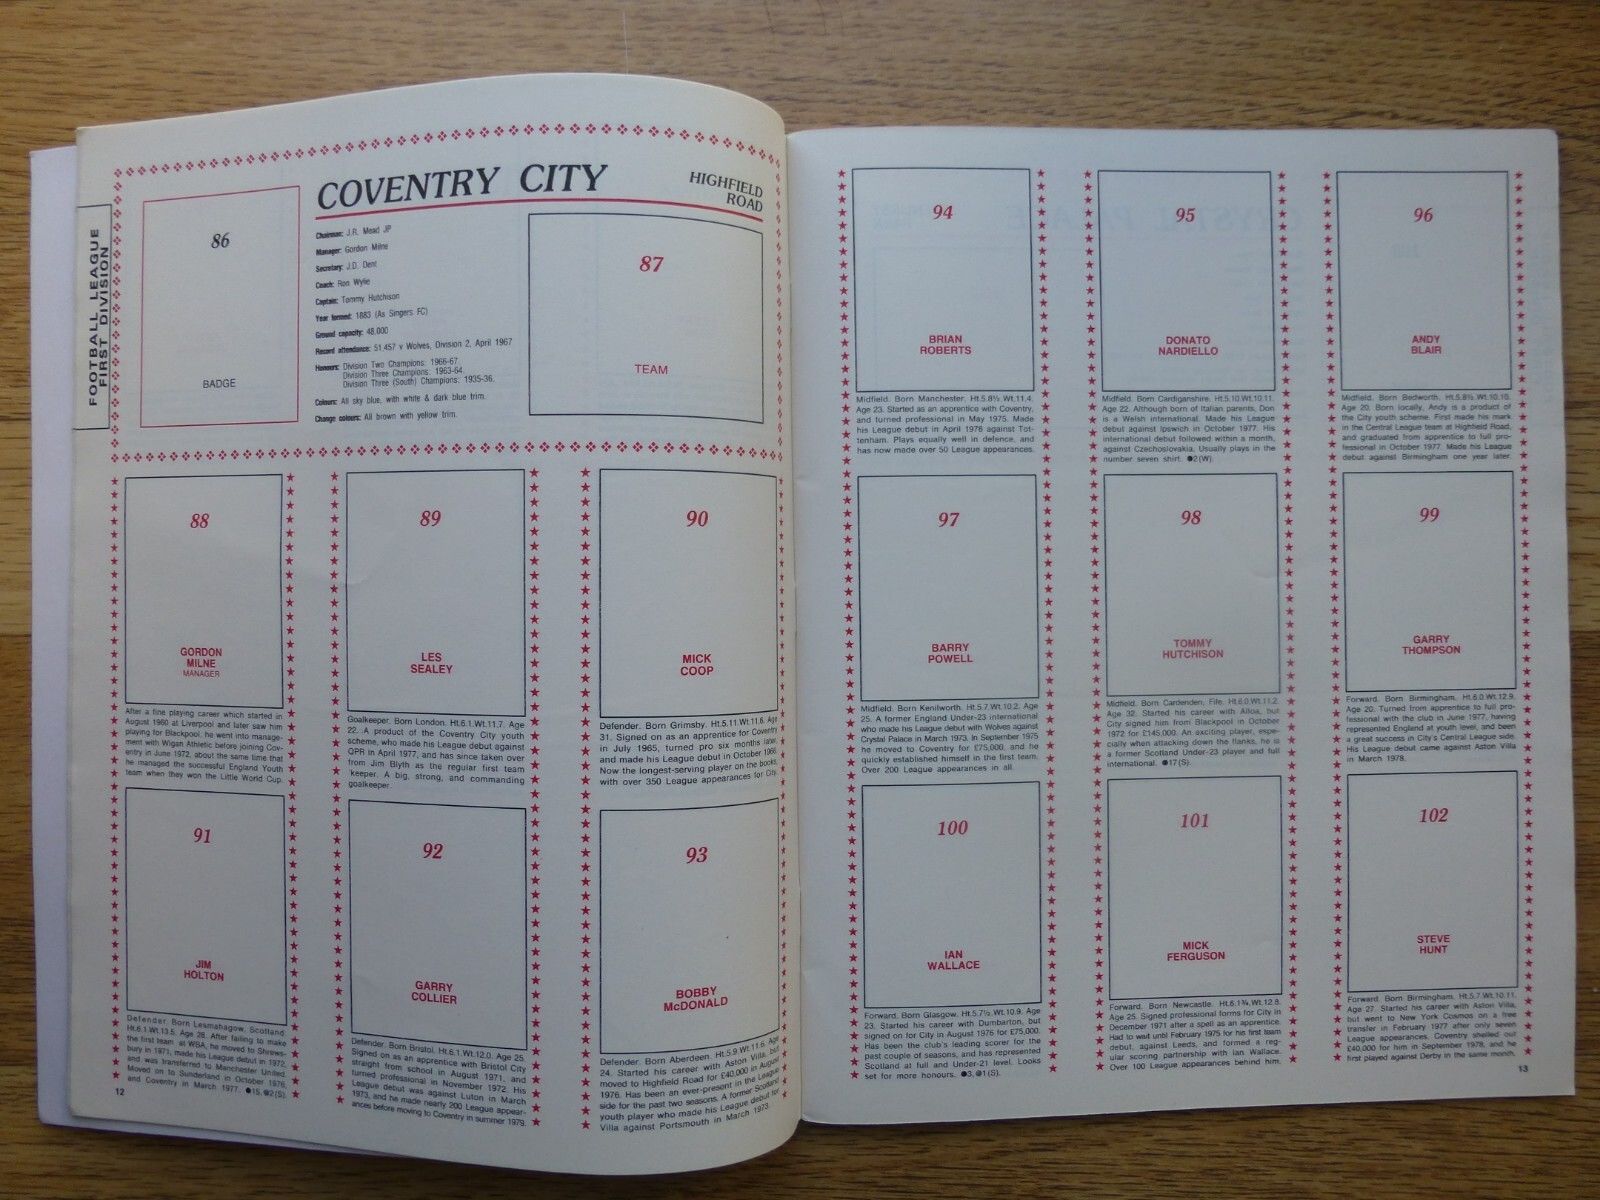 FOOTBALL LEAGUE
FIRST DIVISION
86
BADGE
COVENTRY CITY
HIGHFIELD
ROAD
Chairman: J.R. Mead JP
Manager: Gordon Milne
Secretary: J.D. Dent
Coach: Ron Wylie
Captain: Tommy Hutchison
Year formed: 1883 (As Singers FC)
Ground capacity: 48,000
Record attendance: 51,457 v Wolves, Division 2, April 1967
Honours: Division Two Champions: 1966-67.
Division Three Champions: 1963-64.
Division Three (South) Champions: 1935-36.
Colours: All sky blue, with white & dark blue trim.
Change colours: All brown with yellow trim.
87
TEAM
88
GORDON
MILNE
MANAGER
After a fine playing career which started in
August 1960 at Liverpool and later saw him
playing for Blackpool, he went into manage-
ment with Wigan Athletic before joining Cov-
entry in June 1972, about the same time that
he managed the successful England Youth
team when they won the Little World Cup.
89
LES
SEALEY
Goalkeeper. Born London. Ht.6.1.Wt.11.7. Age
22. A product of the Coventry City youth
scheme, who made his League debut against
QPR in April 1977, and has since taken over
from Jim Blyth as the regular first team
'keeper. A big, strong, and commanding
goalkeeper.
90
MICK
COOP
Defender. Born Grimsby. Ht.5.11.Wt.11.6. Age
31. Signed on as an apprentice for Coventry
in July 1965, turned pro six months later,
and made his League debut in October 1966.
Now the longest-serving player on the books,
with over 350 League appearances for City.
91
JIM
HOLTON
Defender. Born Lesmahagow, Scotland.
Ht.6.1.Wt.13.5. Age 28. After failing to make
the first team at WBA, he moved to Shrews-
bury in 1971, made his League debut in 1972,
and was transferred to Manchester United.
Moved on to Sunderland in October 1976,
and Coventry in March 1977. ●15, ●2(S).
92
GARRY
COLLIER
Defender. Born Bristol. Ht.6.1.Wt.12.0. Age 25.
Signed on as an apprentice with Bristol City
straight from school in August 1971, and
turned professional in November 1972. His
League debut was against Luton in March
1973, and he made nearly 200 League appear-
ances before moving to Coventry in summer 1979.
93
BOBBY
McDONALD
Defender. Born Aberdeen. Ht.5.9.Wt.11.6. Age
24. Started his career with Aston Villa, but
moved to Highfield Road for £40,000 in August
1976. Has been an ever-present in the League
side for the past two seasons. A former Scotland
youth player who made his League debut for
Villa against Portsmouth in March 1973.
12
94
BRIAN
ROBERTS
Midfield. Born Manchester. Ht.5.8½.Wt.11.4.
Age 23. Started as an apprentice with Coventry,
and turned professional in May 1975. Made
his League debut in April 1976 against Tot-
tenham. Plays equally well in defence, and
has now made over 50 League appearances.
95
DONATO
NARDIELLO
Midfield. Born Cardiganshire. Ht.5.10.Wt.10.11.
Age 22. Although born of Italian parents, Don
is a Welsh international. Made his League
debut against Ipswich in October 1977. His
international debut followed within a month,
against Czechoslovakia. Usually plays in the
number seven shirt. ●2(W).
96
ANDY
BLAIR
Midfield. Born Bedworth. Ht.5.8½.Wt.10.10.
Age 20. Born locally, Andy is a product of
the City youth scheme. First made his mark
in the Central League team at Highfield Road,
and graduated from apprentice to full pro-
fessional in October 1977. Made his League
debut against Birmingham one year later.
97
BARRY
POWELL
Midfield. Born Kenilworth. Ht.5.7.Wt.10.2. Age
25. A former England Under-23 international
who made his League debut with Wolves against
Crystal Palace in March 1973. In September 1975
he moved to Coventry for £75,000, and he
quickly established himself in the first team.
Over 200 League appearances in all.
98
TOMMY
HUTCHISON
Midfield. Born Cardenden, Fife. Ht.6.0.Wt.11.2.
Age 32. Started his career with Alloa, but
City signed him from Blackpool in October
1972 for £145,000. An exciting player, espe-
cially when attacking down the flanks, he is
a former Scotland Under-23 player and full
international. ●17(S).
99
GARRY
THOMPSON
Forward. Born Birmingham. Ht.6.0.Wt.12.9.
Age 20. Turned from apprentice to full pro-
fessional with the club in June 1977, having
represented England at youth level, and been
a great success in City's Central League side.
His League debut came against Aston Villa
in March 1978.
100
IAN
WALLACE
Forward. Born Glasgow. Ht.5.7½.Wt.10.9. Age
23. Started his career with Dumbarton, but
signed on for City in August 1976 for £75,000.
Has been the club's leading scorer for the
past couple of seasons, and has represented
Scotland at full and Under-21 level. Looks
set for more honours. ●3, ●1(S).
101
MICK
FERGUSON
Forward. Born Newcastle. Ht.6.1¾.Wt.12.8.
Age 25. Signed professional forms for City in
December 1971 after a spell as an apprentice.
Had to wait until February 1975 for his first team
debut, against Leeds, and formed a reg-
ular scoring partnership with Ian Wallace.
Over 100 League appearances behind him.
102
STEVE
HUNT
Forward. Born Birmingham. Ht.5.7.Wt.10.11.
Age 27. Started his career with Aston Villa,
but went to New York Cosmos on a free
transfer in February 1977 after only seven
League appearances. Coventry shelled out
£40,000 for him in September 1978, and he
first played against Derby in the same month.
13